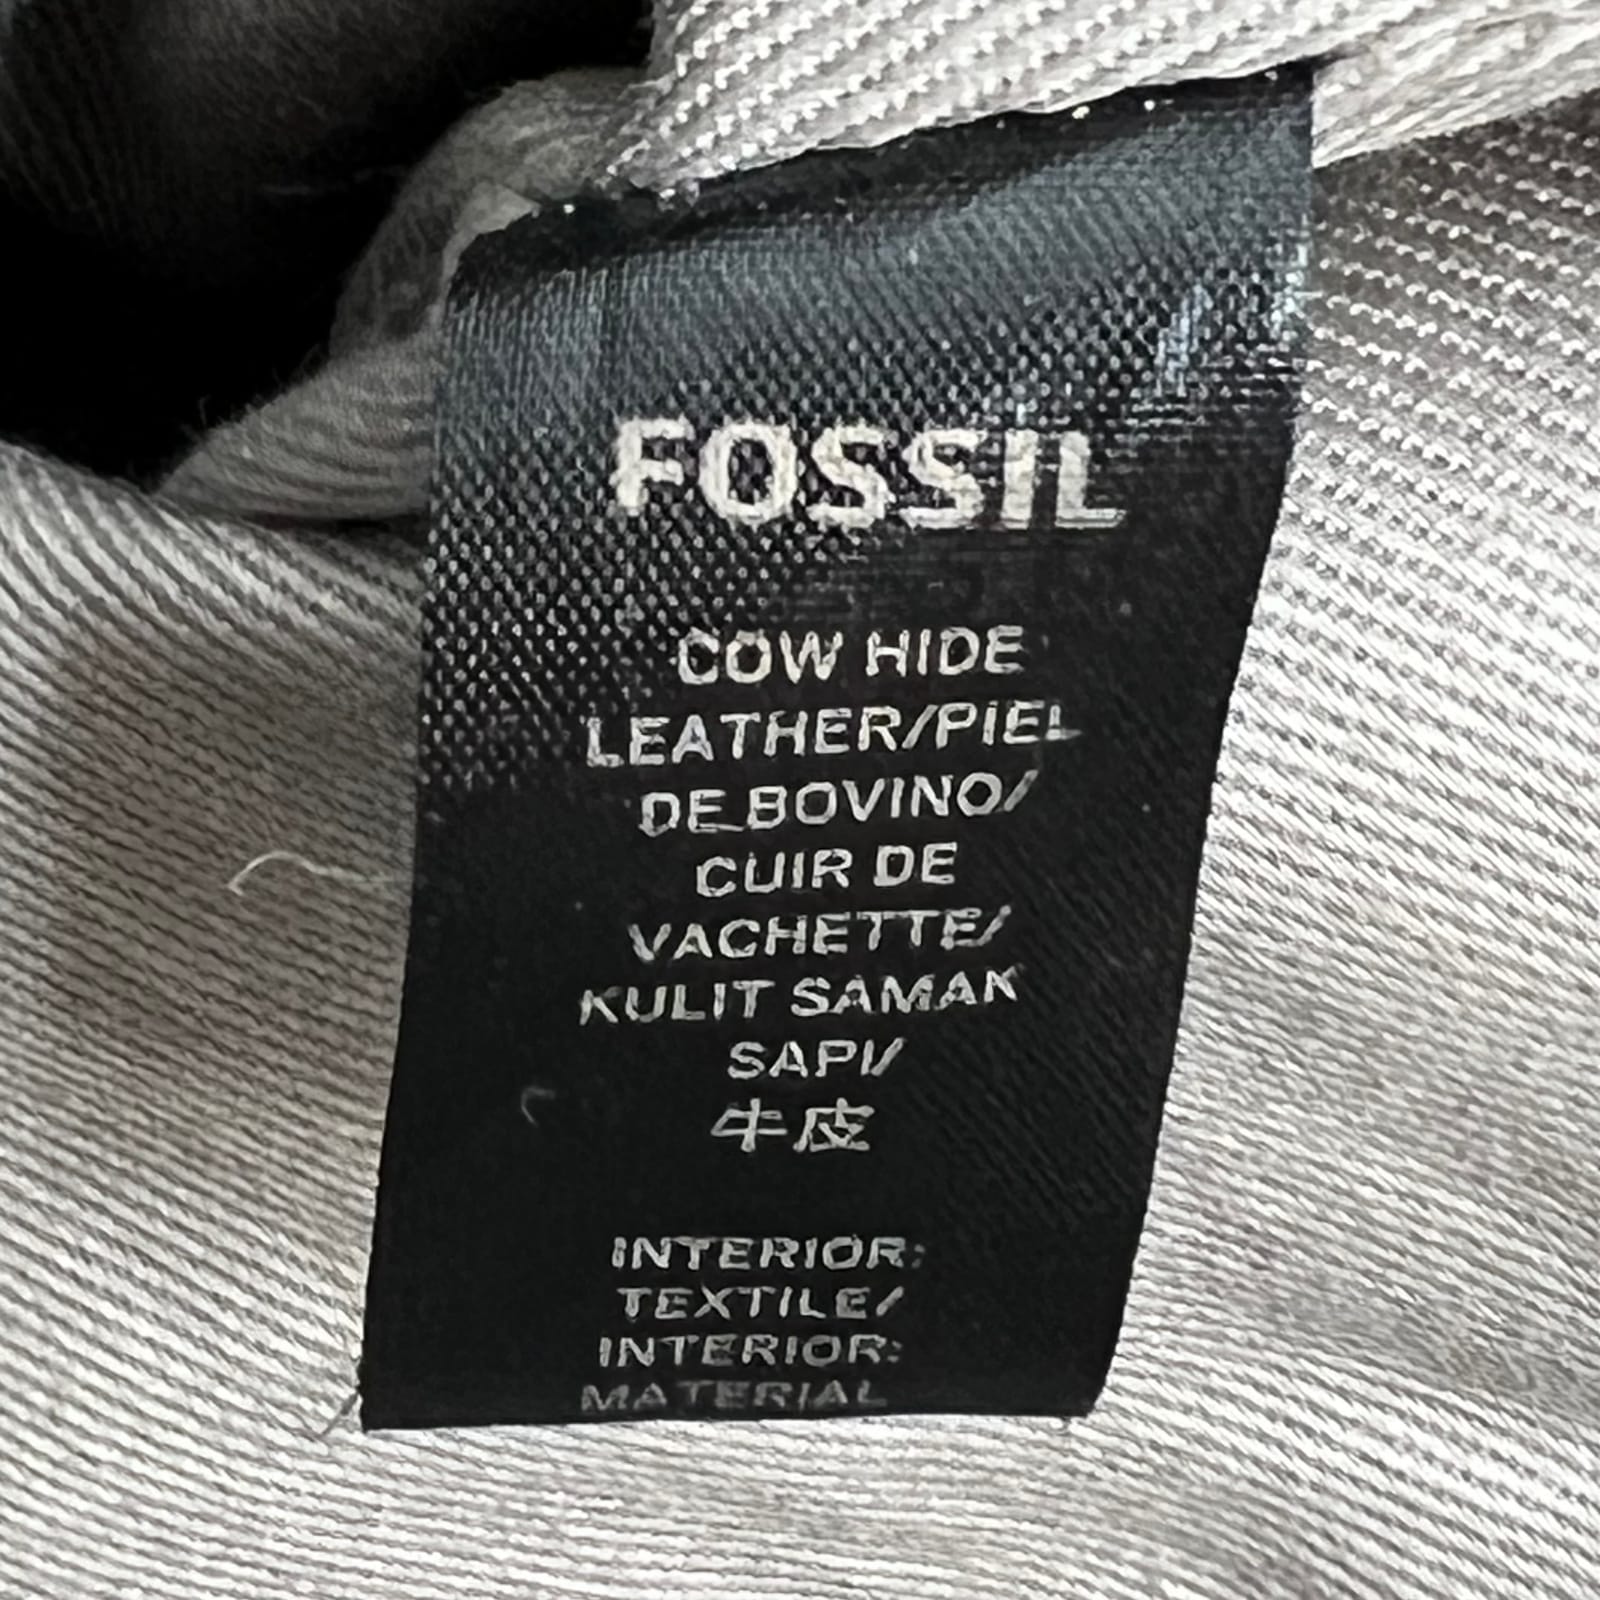 FOSSIL
COW HIDE
LEATHER/PIEL
DE BOVINO/
CUIR DE
VACHETTE/
KULIT SAMAK
SAPI/
牛皮
INTERIOR:
TEXTILE/
INTERIOR:
MATERIAL